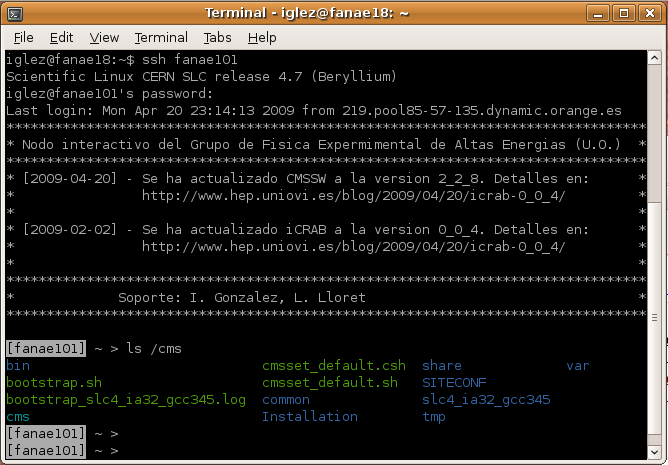 Terminal - iglez@fanae18: ~
File Edit View Terminal Tabs Help
iglez@fanae18:~$ ssh fanae101
Scientific Linux CERN SLC release 4.7 (Beryllium)
iglez@fanae101's password:
Last login: Mon Apr 20 23:14:13 2009 from 219.pool85-57-135.dynamic.orange.es
********************************************************************************
* Nodo interactivo del Grupo de Fisica Expermimental de Altas Energias (U.O.)  *
********************************************************************************
* [2009-04-20] - Se ha actualizado CMSSW a la version 2_2_8. Detalles en:      *
*                http://www.hep.uniovi.es/blog/2009/04/20/icrab-0_0_4/         *
*                                                                              *
* [2009-02-02] - Se ha actualizado iCRAB a la version 0_0_4. Detalles en:      *
*                http://www.hep.uniovi.es/blog/2009/04/20/icrab-0_0_4/         *
*                                                                              *
********************************************************************************
*             Soporte: I. Gonzalez, L. Lloret                                  *
********************************************************************************
[fanae101] ~ > ls /cms
bin                             cmsset_default.csh  share             var
bootstrap.sh                    cmsset_default.sh   SITECONF
bootstrap_slc4_ia32_gcc345.log  common              slc4_ia32_gcc345
cms                             Installation        tmp
[fanae101] ~ >
[fanae101] ~ >